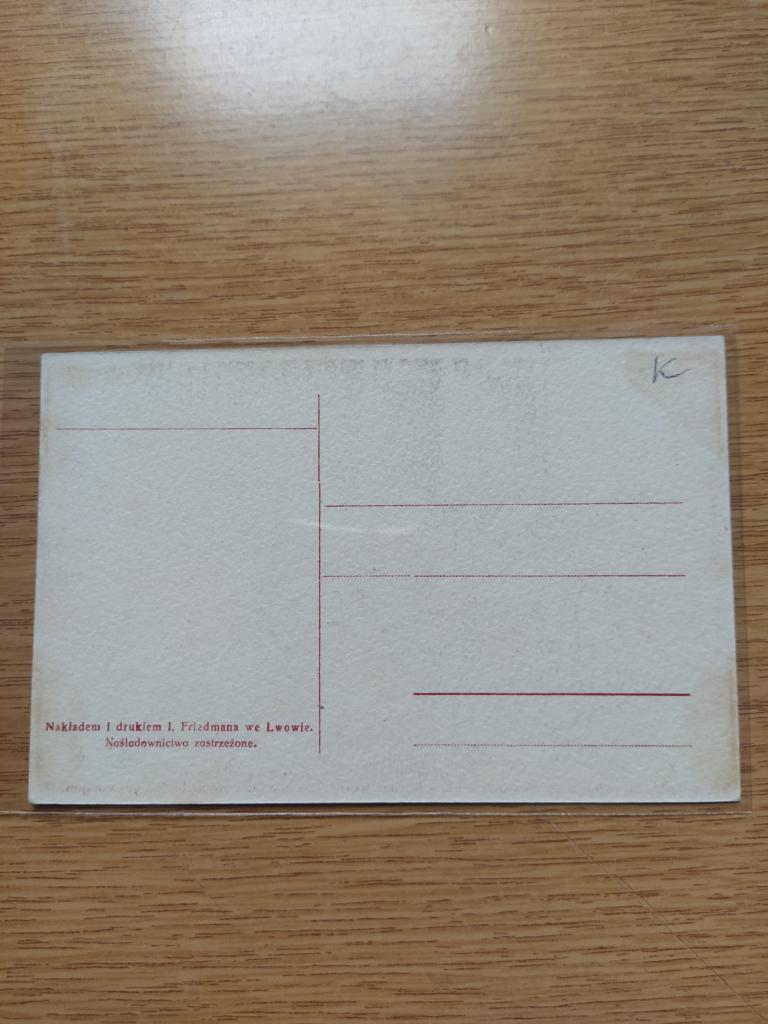 K
Nakładem i drukiem I. Friedmana we Lwowie.
Naśladownictwo zastrzeżone.